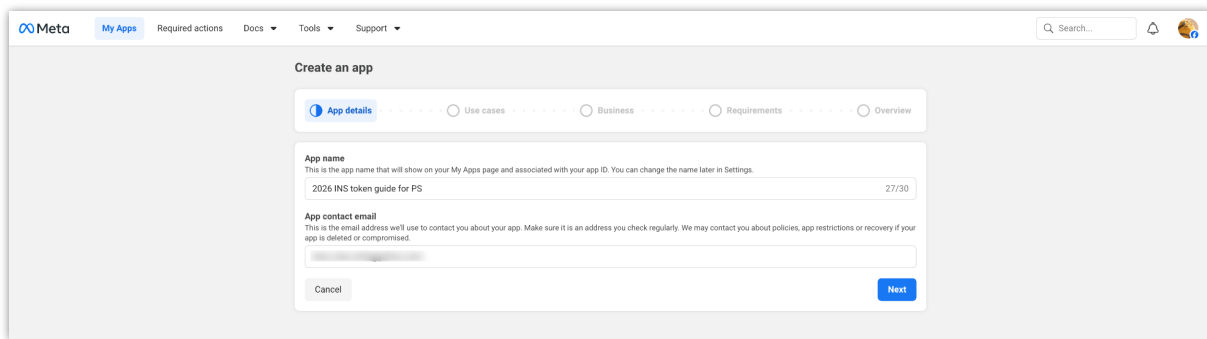 Meta
My Apps
Required actions
Docs
Tools
Support
Search...
Create an app
App details
Use cases
Business
Requirements
Overview
App name
This is the app name that will show on your My Apps page and associated with your app ID. You can change the name later in Settings.
2026 INS token guide for PS
27/30
App contact email
This is the email address we'll use to contact you about your app. Make sure it is an address you check regularly. We may contact you about policies, app restrictions or recovery if your
app is deleted or compromised.
Cancel
Next